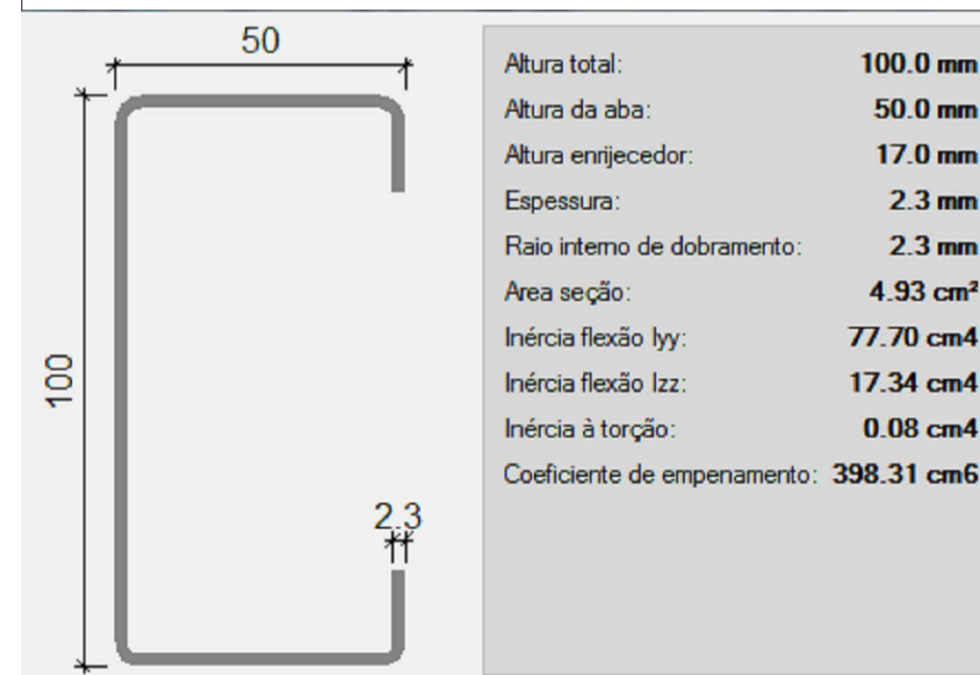 50
100
2.3
Altura total: 100.0 mm
Altura da aba: 50.0 mm
Altura enrijecedor: 17.0 mm
Espessura: 2.3 mm
Raio interno de dobramento: 2.3 mm
Area seção: 4.93 cm²
Inércia flexão Iyy: 77.70 cm4
Inércia flexão Izz: 17.34 cm4
Inércia à torção: 0.08 cm4
Coeficiente de empenamento: 398.31 cm6